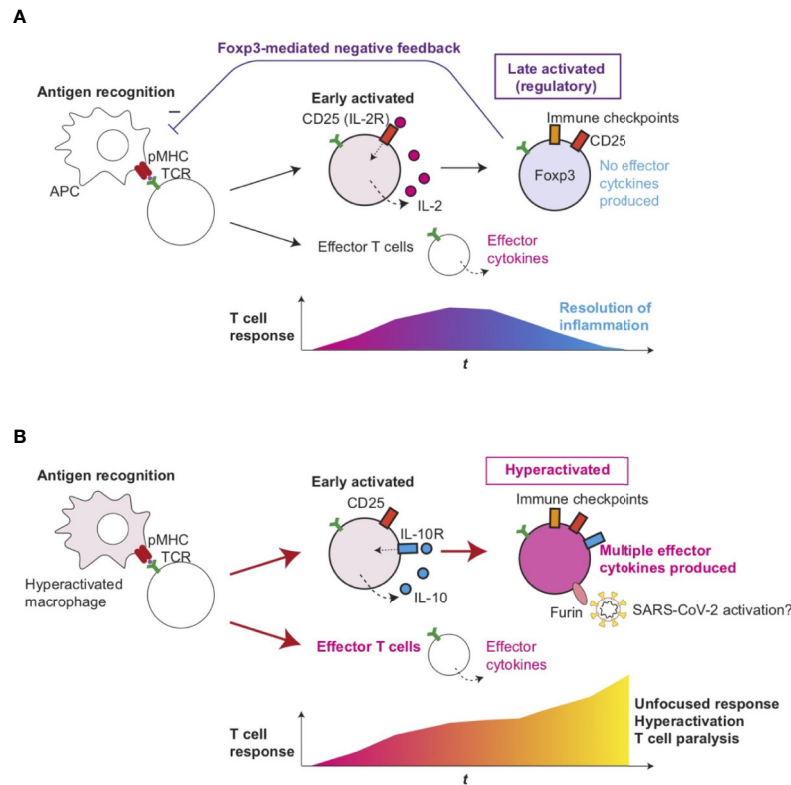 A
Foxp3-mediated negative feedback
Late activated
(regulatory)
Antigen recognition
–
Early activated
CD25 (IL-2R)
Immune checkpoints
CD25
pMHC
TCR
APC
Foxp3
No effector
cytckines
produced
IL-2
Effector T cells
Effector
cytokines
T cell
response
Resolution of
inflammation
t
B
Antigen recognition
Hyperactivated
Early activated
CD25
Immune checkpoints
IL-10R
pMHC
TCR
Multiple effector
cytokines produced
Hyperactivated
macrophage
IL-10
Furin
SARS-CoV-2 activation?
Effector T cells
Effector
cytokines
T cell
response
Unfocused response
Hyperactivation
T cell paralysis
t